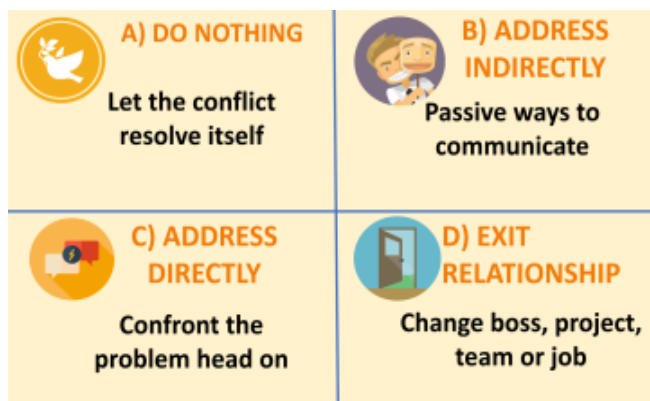 A) DO NOTHING
Let the conflict
resolve itself
B) ADDRESS
INDIRECTLY
Passive ways to
communicate
C) ADDRESS
DIRECTLY
Confront the
problem head on
D) EXIT
RELATIONSHIP
Change boss, project,
team or job